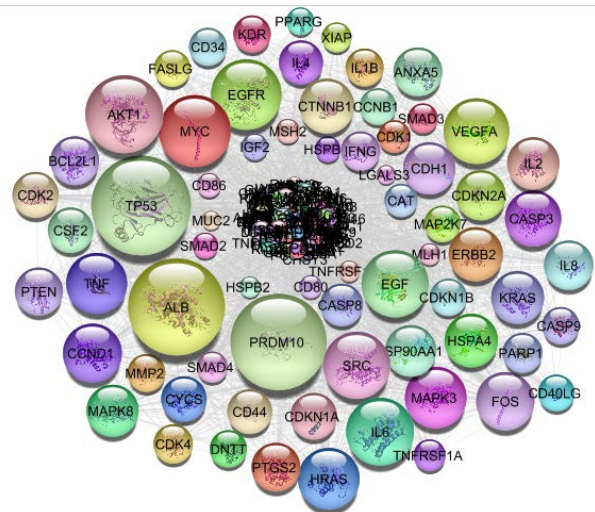 PPARG
KDR
XIAP
CD34
IL4
FASLG
IL1B
ANXA5
EGFR
CTNNB1
CCNB1
AKT1
MYC
MSH2
CDK1
SMAD3
VEGFA
IGF2
HSPB
IFNG
BCL2L1
CDH1
IL2
LGALS3
CD86
CDK2
TP53
CAT
CDKN2A
CASP3
MUC2
MAP2K7
CSF2
SMAD2
MLH1
ERBB2
IL8
TNFRSF
PTEN
TNF
HSPB2
CD80
EGF
ALB
CASP8
CDKN1B
KRAS
CASP9
PRDM10
HSPA4
CCND1
SP90AA1
PARP1
SMAD4
SRC
MMP2
CD40LG
MAPK8
CYCS
CD44
CDKN1A
MAPK3
FOS
IL6
CDK4
DNTT
TNFRSF1A
PTGS2
HRAS